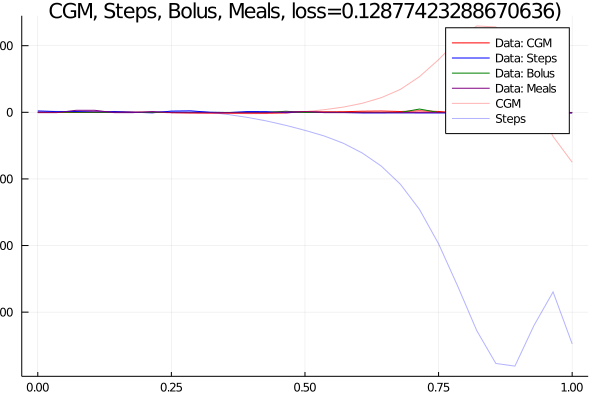 CGM, Steps, Bolus, Meals, loss=0.12877423288670636)
Data: CGM
Data: Steps
Data: Bolus
Data: Meals
CGM
Steps
0
0.00
0.25
0.50
0.75
1.00